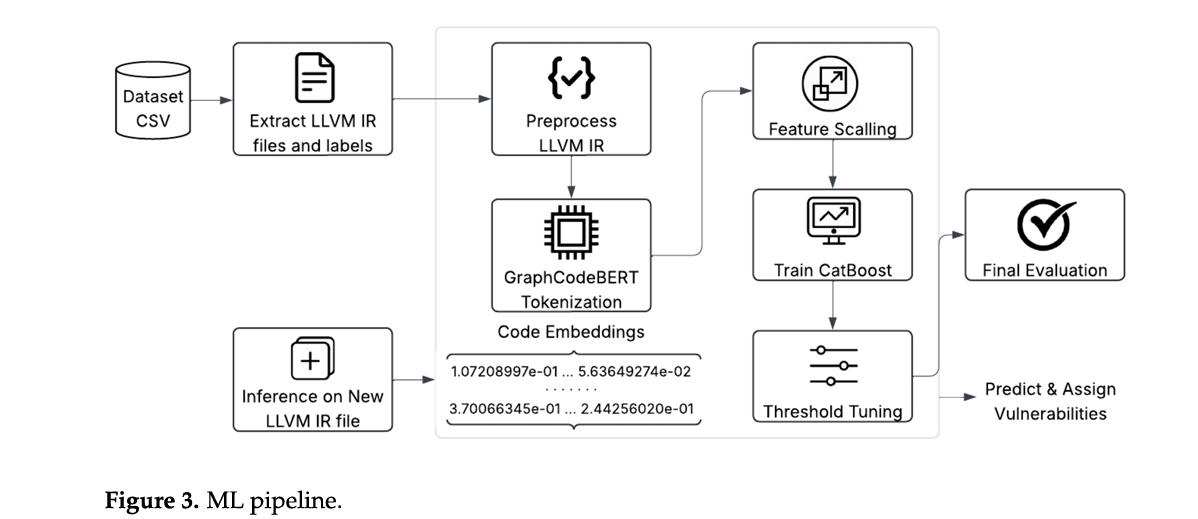 Dataset
CSV
Extract LLVM IR
files and labels
Preprocess
LLVM IR
GraphCodeBERT
Tokenization
Code Embeddings
1.07208997e-01 ... 5.63649274e-02
. . . . . . .
3.70066345e-01 ... 2.44256020e-01
Feature Scalling
Train CatBoost
Threshold Tuning
Final Evaluation
Inference on New
LLVM IR file
Predict & Assign
Vulnerabilities
Figure 3. ML pipeline.